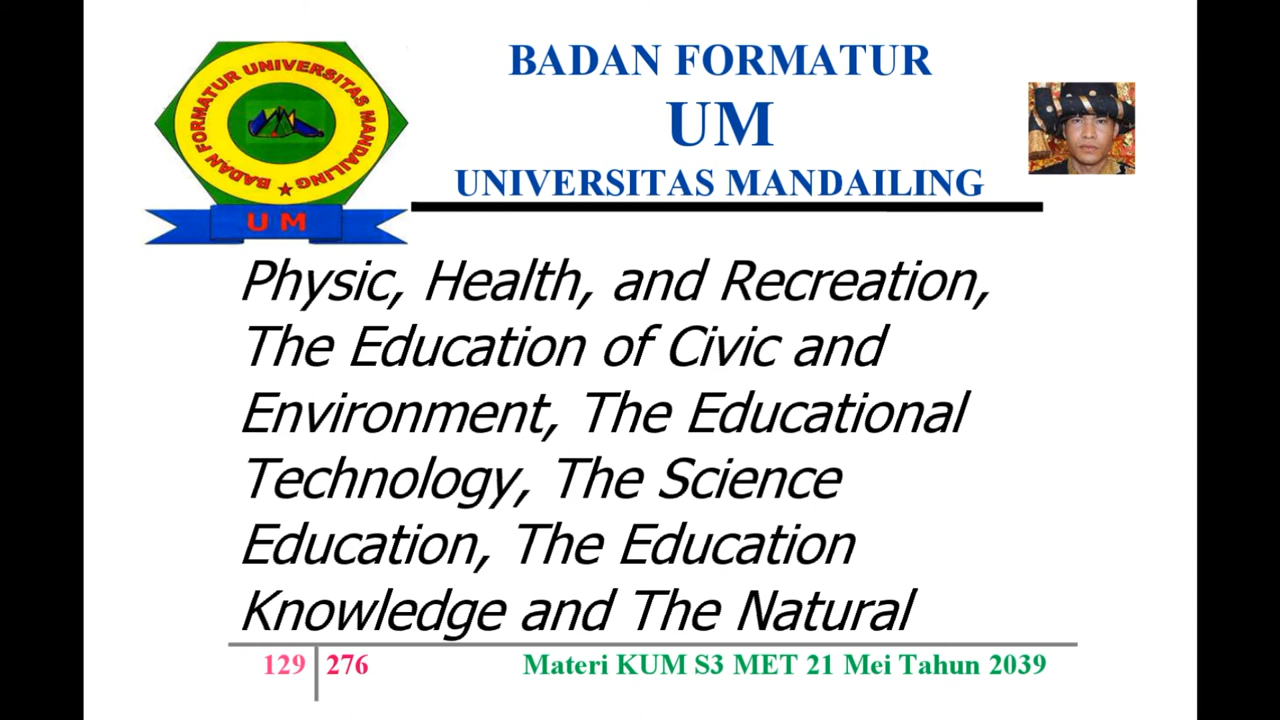 BADAN FORMATUR UNIVERSITAS MANDAILING
UM
BADAN FORMATUR
UM
UNIVERSITAS MANDAILING
Physic, Health, and Recreation,
The Education of Civic and
Environment, The Educational
Technology, The Science
Education, The Education
Knowledge and The Natural
129 276
Materi KUM S3 MET 21 Mei Tahun 2039